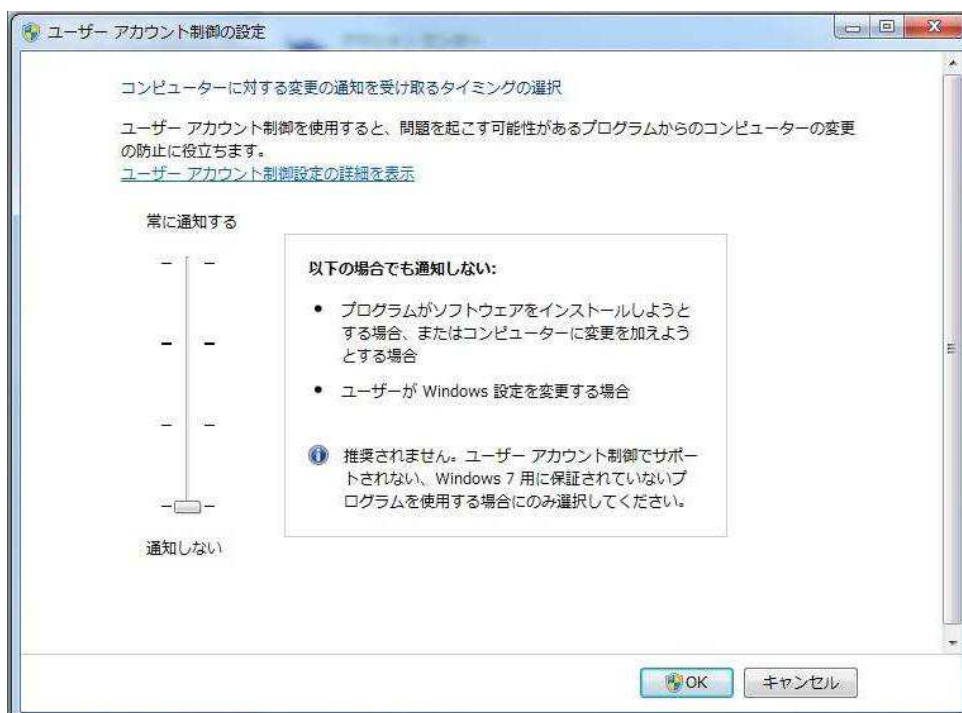 ユーザー アカウント制御の設定
コンピューターに対する変更の通知を受け取るタイミングの選択
ユーザー アカウント制御を使用すると、問題を起こす可能性があるプログラムからのコンピューターの変更
の防止に役立ちます。
ユーザー アカウント制御設定の詳細を表示
常に通知する
以下の場合でも通知しない:
• プログラムがソフトウェアをインストールしようと
する場合、またはコンピューターに変更を加えよう
とする場合
• ユーザーが Windows 設定を変更する場合
推奨されません。ユーザー アカウント制御でサポー
トされない、Windows 7 用に保証されていないプ
ログラムを使用する場合にのみ選択してください。
通知しない
OK
キャンセル